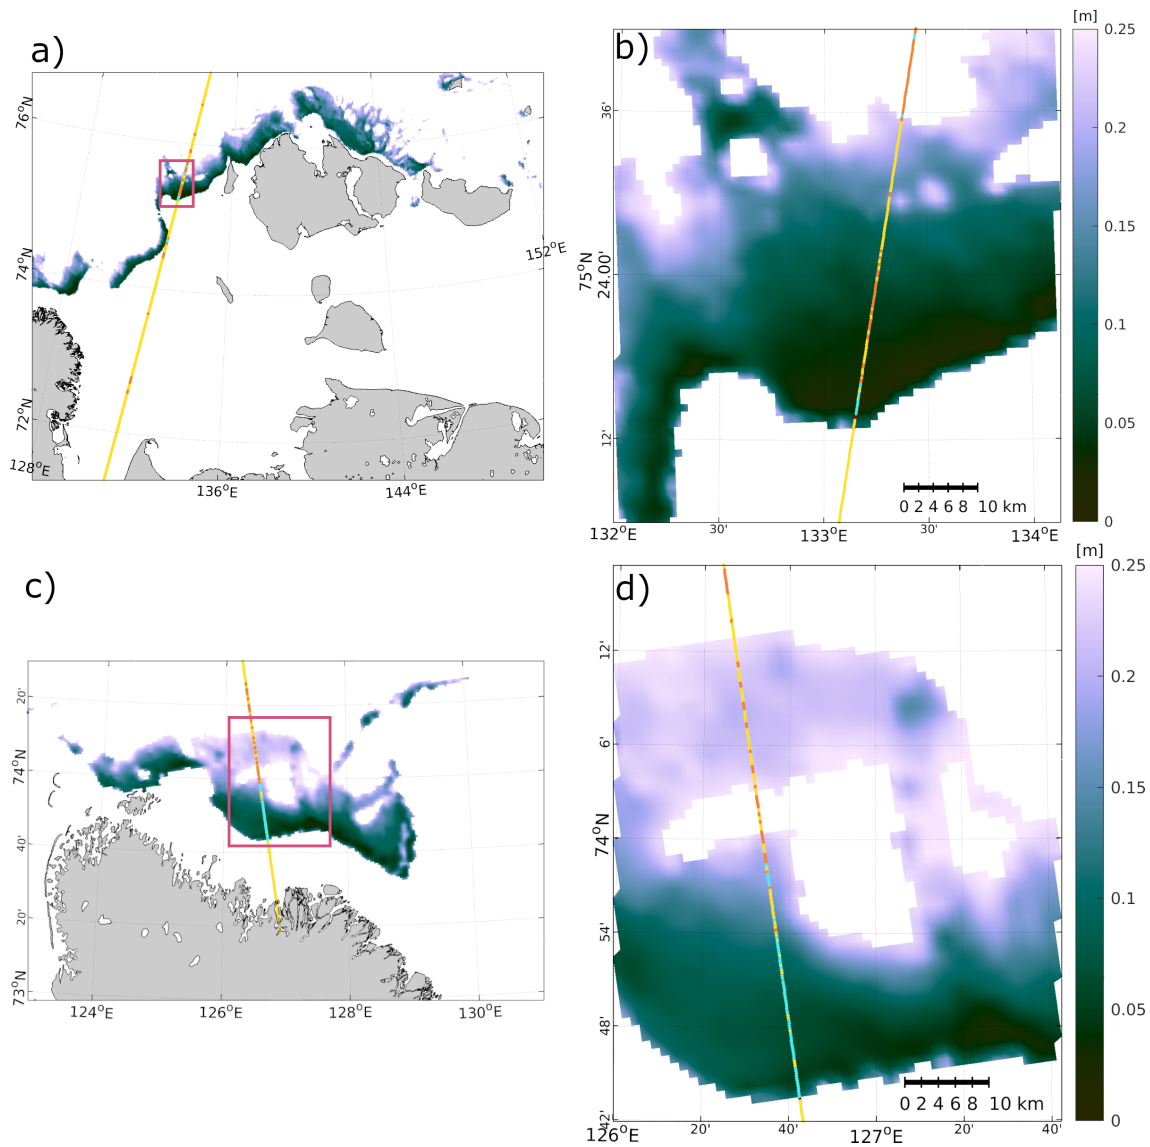 a)
76°N
74°N
72°N
128°E
136°E
144°E
152°E
b)
[m]
0.25
0.2
0.15
0.1
0.05
0
36'
75°N
24.00'
12'
0 2 4 6 8 10 km
132°E
30'
133°E
30'
134°E
c)
20'
74°N
40'
20'
73°N
124°E
126°E
128°E
130°E
d)
[m]
0.25
0.2
0.15
0.1
0.05
0
12'
6'
74°N
54'
48'
42'
0 2 4 6 8 10 km
126°E
20'
40'
127°E
20'